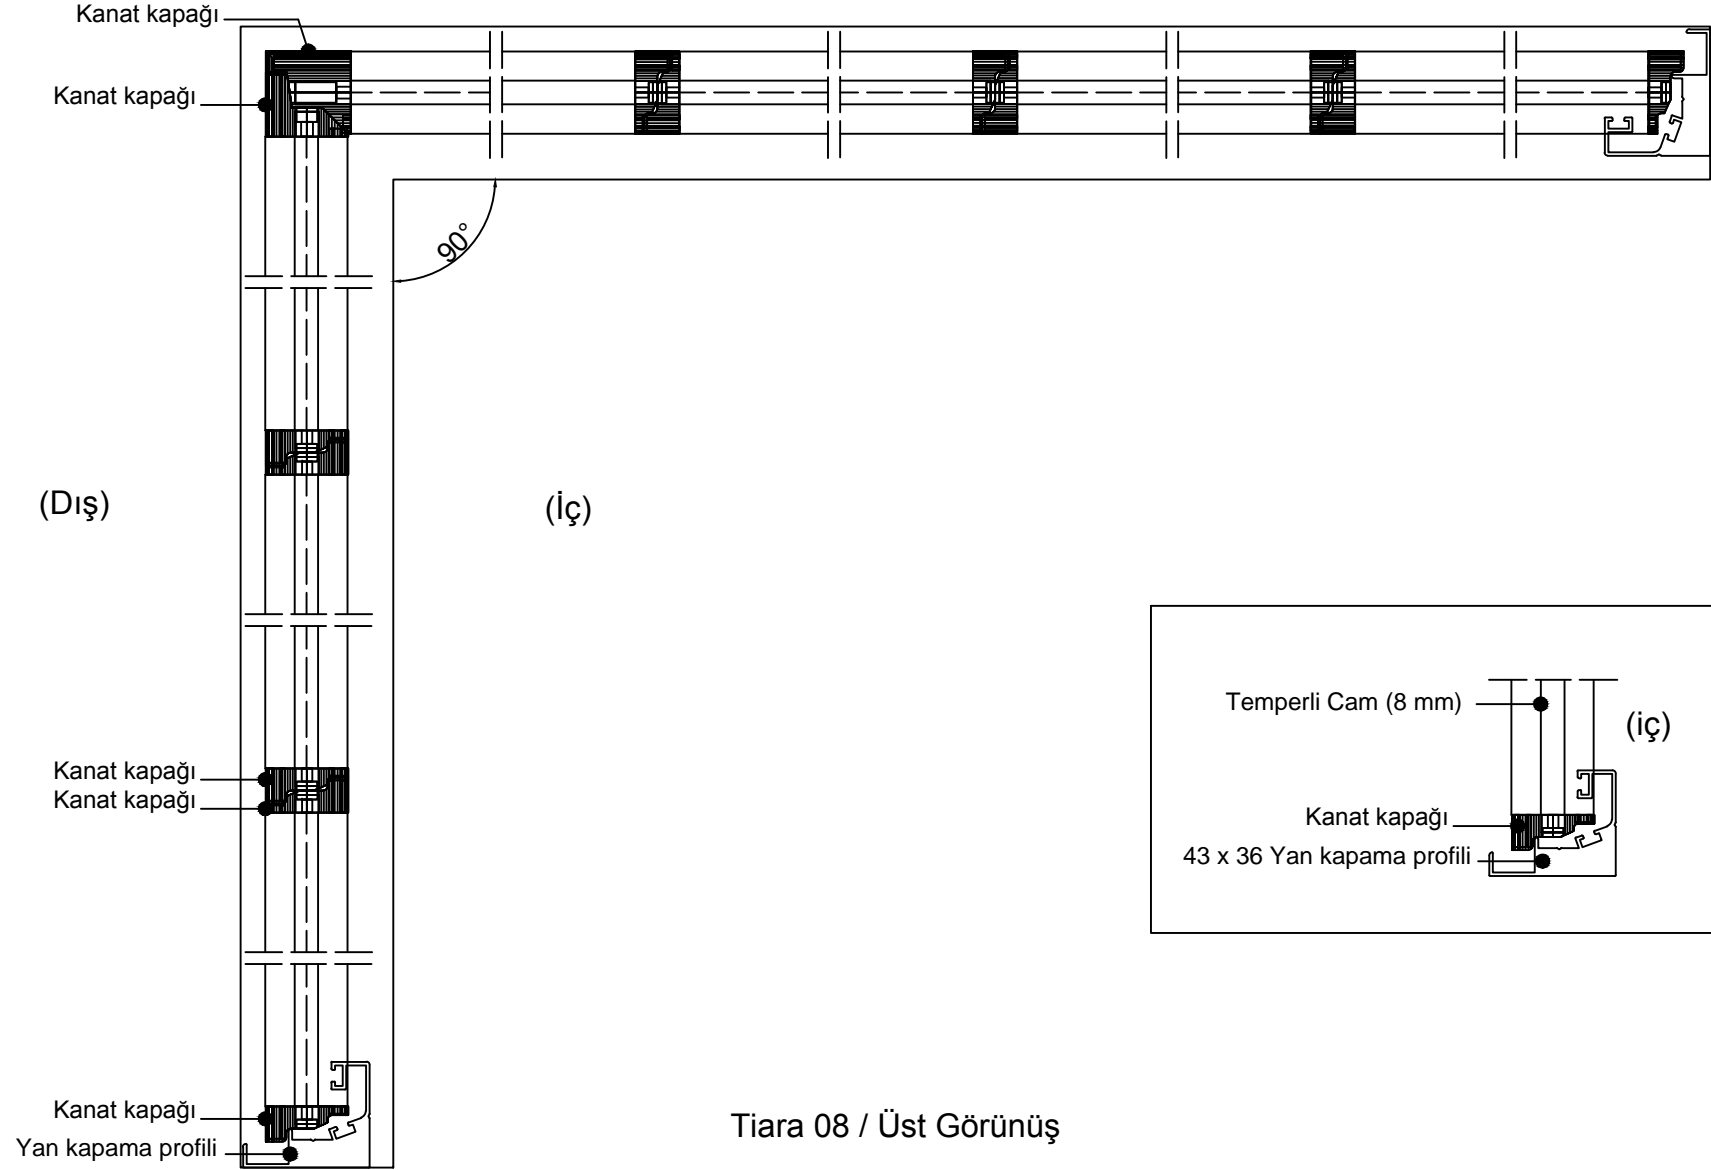 Kanat kapağı
Kanat kapağı
90°
(Dış)
(İç)
Temperli Cam (8 mm)
(iç)
Kanat kapağı
Kanat kapağı
Kanat kapağı
43 x 36 Yan kapama profili
Kanat kapağı
Yan kapama profili
Tiara 08 / Üst Görünüş